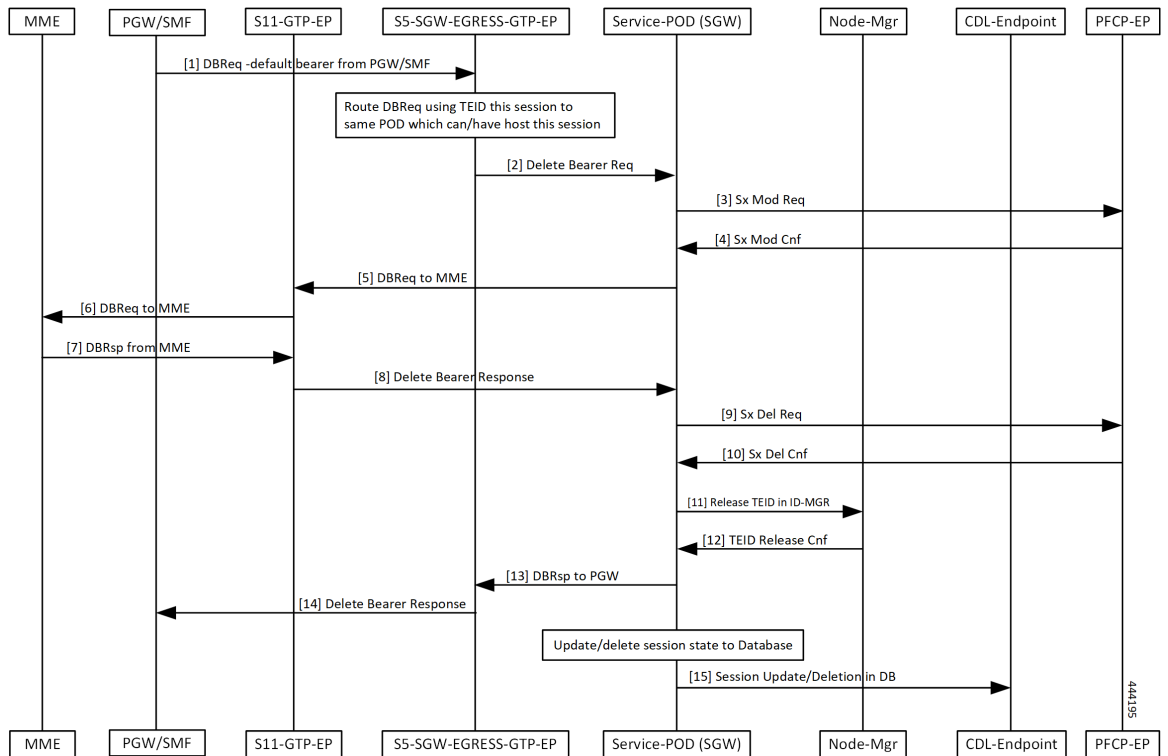 MME
PGW/SMF
S11-GTP-EP
S5-SGW-EGRESS-GTP-EP
Service-POD (SGW)
Node-Mgr
CDL-Endpoint
PFCP-EP
[1] DBReq -default bearer from PGW/SMF
Route DBReq using TEID this session to
same POD which can/have host this session
[2] Delete Bearer Req
[3] Sx Mod Req
[4] Sx Mod Cnf
[5] DBReq to MME
[6] DBReq to MME
[7] DBRsp from MME
[8] Delete Bearer Response
[9] Sx Del Req
[10] Sx Del Cnf
[11] Release TEID in ID-MGR
[12] TEID Release Cnf
[13] DBRsp to PGW
[14] Delete Bearer Response
Update/delete session state to Database
[15] Session Update/Deletion in DB
444195
MME
PGW/SMF
S11-GTP-EP
S5-SGW-EGRESS-GTP-EP
Service-POD (SGW)
Node-Mgr
CDL-Endpoint
PFCP-EP